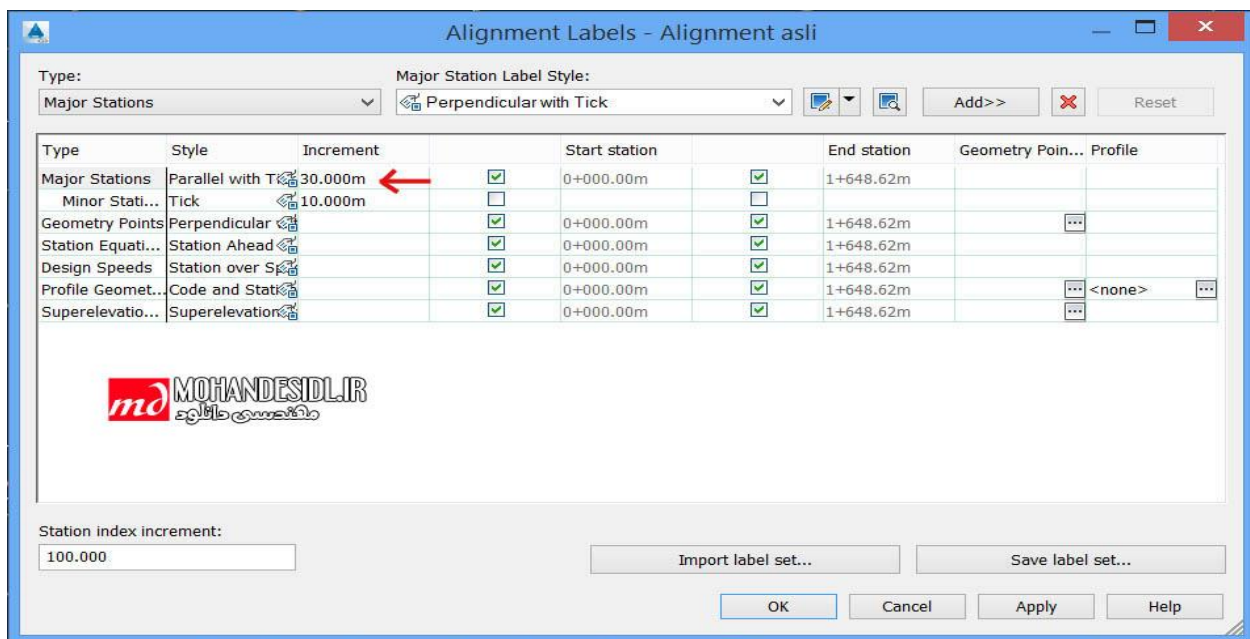 Alignment Labels - Alignment asli
Type:
Major Station Label Style:
Major Stations
Perpendicular with Tick
Add>>
Reset
Type Style Increment Start station End station Geometry Poin... Profile
Major Stations Parallel with Ti 30.000m 0+000.00m 1+648.62m
Minor Stati... Tick 10.000m
Geometry Points Perpendicular 0+000.00m 1+648.62m ...
Station Equati... Station Ahead 0+000.00m 1+648.62m
Design Speeds Station over Sp 0+000.00m 1+648.62m
Profile Geomet... Code and Stati 0+000.00m 1+648.62m ... <none> ...
Superelevatio... Superelevation 0+000.00m 1+648.62m ...
md MOHANDESIDL.IR
مهندسی دانلود
Station index increment:
100.000
Import label set...
Save label set...
OK
Cancel
Apply
Help